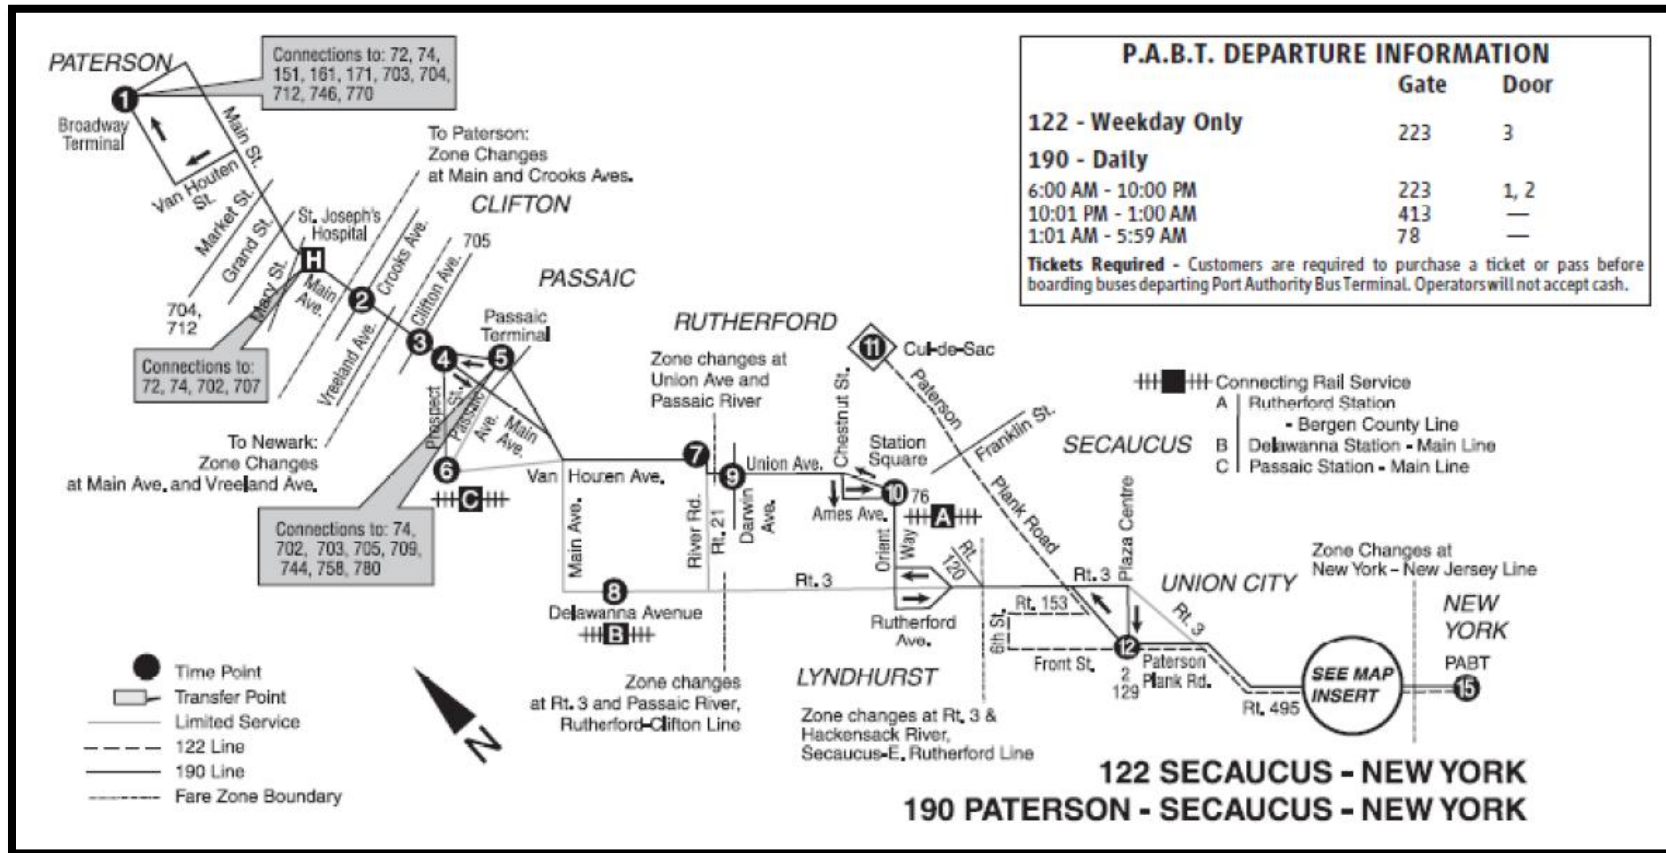 PATERSON
1
Broadway
Terminal
Connections to: 72, 74,
151, 161, 171, 703, 704,
712, 746, 770
Main St.
Van Houten
St.
Market St.
Grand St.
Mary St.
704,
712
St. Joseph's
Hospital
H
Main
Ave.
Connections to:
72, 74, 702, 707
To Paterson:
Zone Changes
at Main and Crooks Aves.
CLIFTON
2
Crooks Ave.
Vreeland Ave.
Clifton Ave.
705
3
To Newark:
Zone Changes
at Main Ave. and Vreeland Ave.
PASSAIC
Passaic
Terminal
4
5
Prospect
St.
Passaic
Ave.
Main
Ave.
6
C
Connections to: 74,
702, 703, 705, 709,
744, 758, 780
Van Houten Ave.
Main Ave.
8
Delawanna Avenue
B
RUTHERFORD
Zone changes at
Union Ave and
Passaic River
7
9
Union Ave.
River Rd.
Rt. 21
Darwin
Ave.
Chestnut St.
Station
Square
10
76
Ames Ave.
A
Orient
Way
Rt.
120
Rt. 3
Rutherford
Ave.
Zone changes
at Rt. 3 and Passaic River,
Rutherford-Clifton Line
11
Cul-de-Sac
Paterson
Plank Road
Franklin St.
SECAUCUS
Plaza Centre
Rt. 3
Rt. 153
6th St.
Front St.
12
2
129
Paterson
Plank Rd.
Rt. 3
LYNDHURST
Zone changes at Rt. 3 &
Hackensack River,
Secaucus-E. Rutherford Line
UNION CITY
Rt. 495
SEE MAP
INSERT
Zone Changes at
New York - New Jersey Line
NEW
YORK
PABT
15
P.A.B.T. DEPARTURE INFORMATION
Gate Door
122 - Weekday Only 223 3
190 - Daily
6:00 AM - 10:00 PM 223 1, 2
10:01 PM - 1:00 AM 413 —
1:01 AM - 5:59 AM 78 —
Tickets Required - Customers are required to purchase a ticket or pass before
boarding buses departing Port Authority Bus Terminal. Operators will not accept cash.
Connecting Rail Service
A Rutherford Station
- Bergen County Line
B Delawanna Station - Main Line
C Passaic Station - Main Line
Time Point
Transfer Point
Limited Service
122 Line
190 Line
Fare Zone Boundary
N
122 SECAUCUS - NEW YORK
190 PATERSON - SECAUCUS - NEW YORK